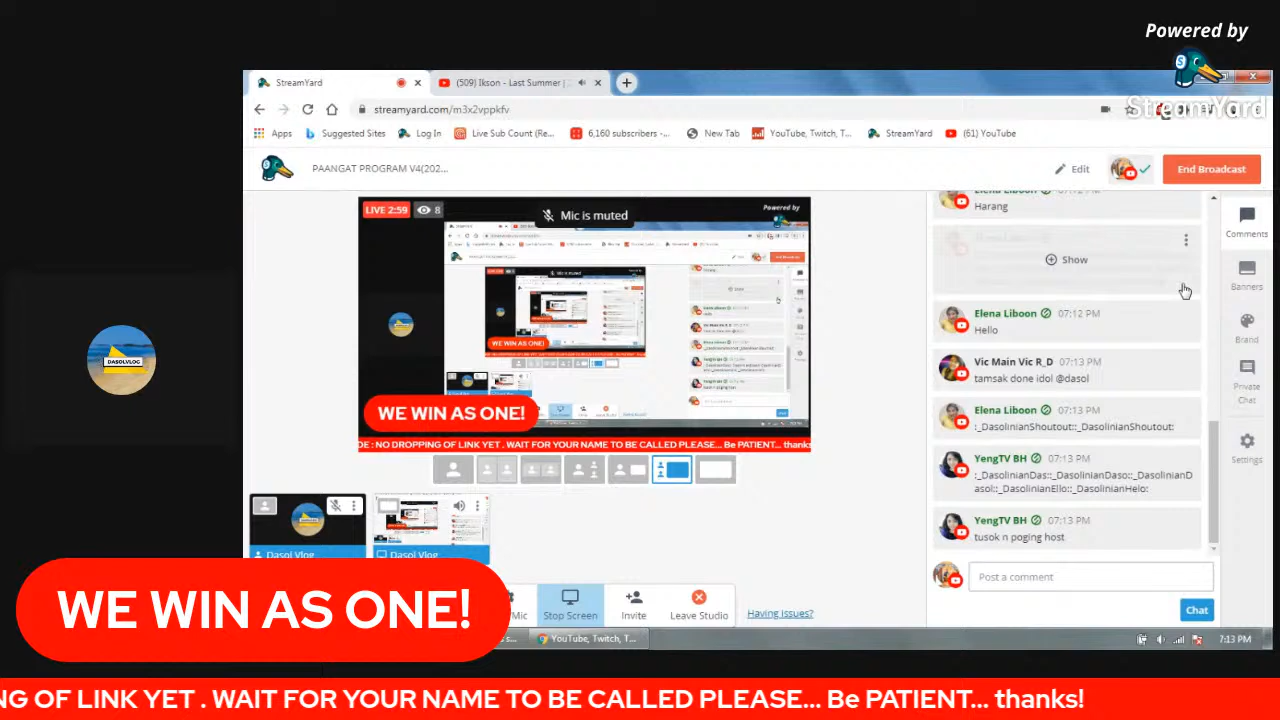 Powered by
StreamYard
StreamYard
(509) Ikson - Last Summer |
streamyard.com/m3x2vppkfv
Apps
Suggested Sites
Log In
Live Sub Count (Re...
6,160 subscribers -...
New Tab
YouTube, Twitch, T...
StreamYard
(61) YouTube
PAANGAT PROGRAM V4(202...
Edit
End Broadcast
LIVE 2:59
8
Mic is muted
Powered by
WE WIN AS ONE!
WE WIN AS ONE!
DE : NO DROPPING OF LINK YET . WAIT FOR YOUR NAME TO BE CALLED PLEASE... Be PATIENT... thanks
Harang
Show
Elena Liboon 07:12 PM
Hello
Vic Main Vic R_D 07:13 PM
tamsak done idol @dasol
Elena Liboon 07:13 PM
:_DasolinianShoutout:_DasolinianShoutout:
YengTV BH 07:13 PM
:_DasolinianDas::_DasolinianDaso::_DasolinianD
asol::_DasolinianEllo::_DasolinianHelo:
YengTV BH 07:13 PM
tusok n poging host
Post a comment
Chat
Comments
Banners
Brand
Private
Chat
Settings
DASOLVLOG
Dasol Vlog
Dasol Vlog
Mic
Stop Screen
Invite
Leave Studio
Having issues?
YouTube, Twitch, T...
7:13 PM
WE WIN AS ONE!
NG OF LINK YET . WAIT FOR YOUR NAME TO BE CALLED PLEASE... Be PATIENT... thanks!